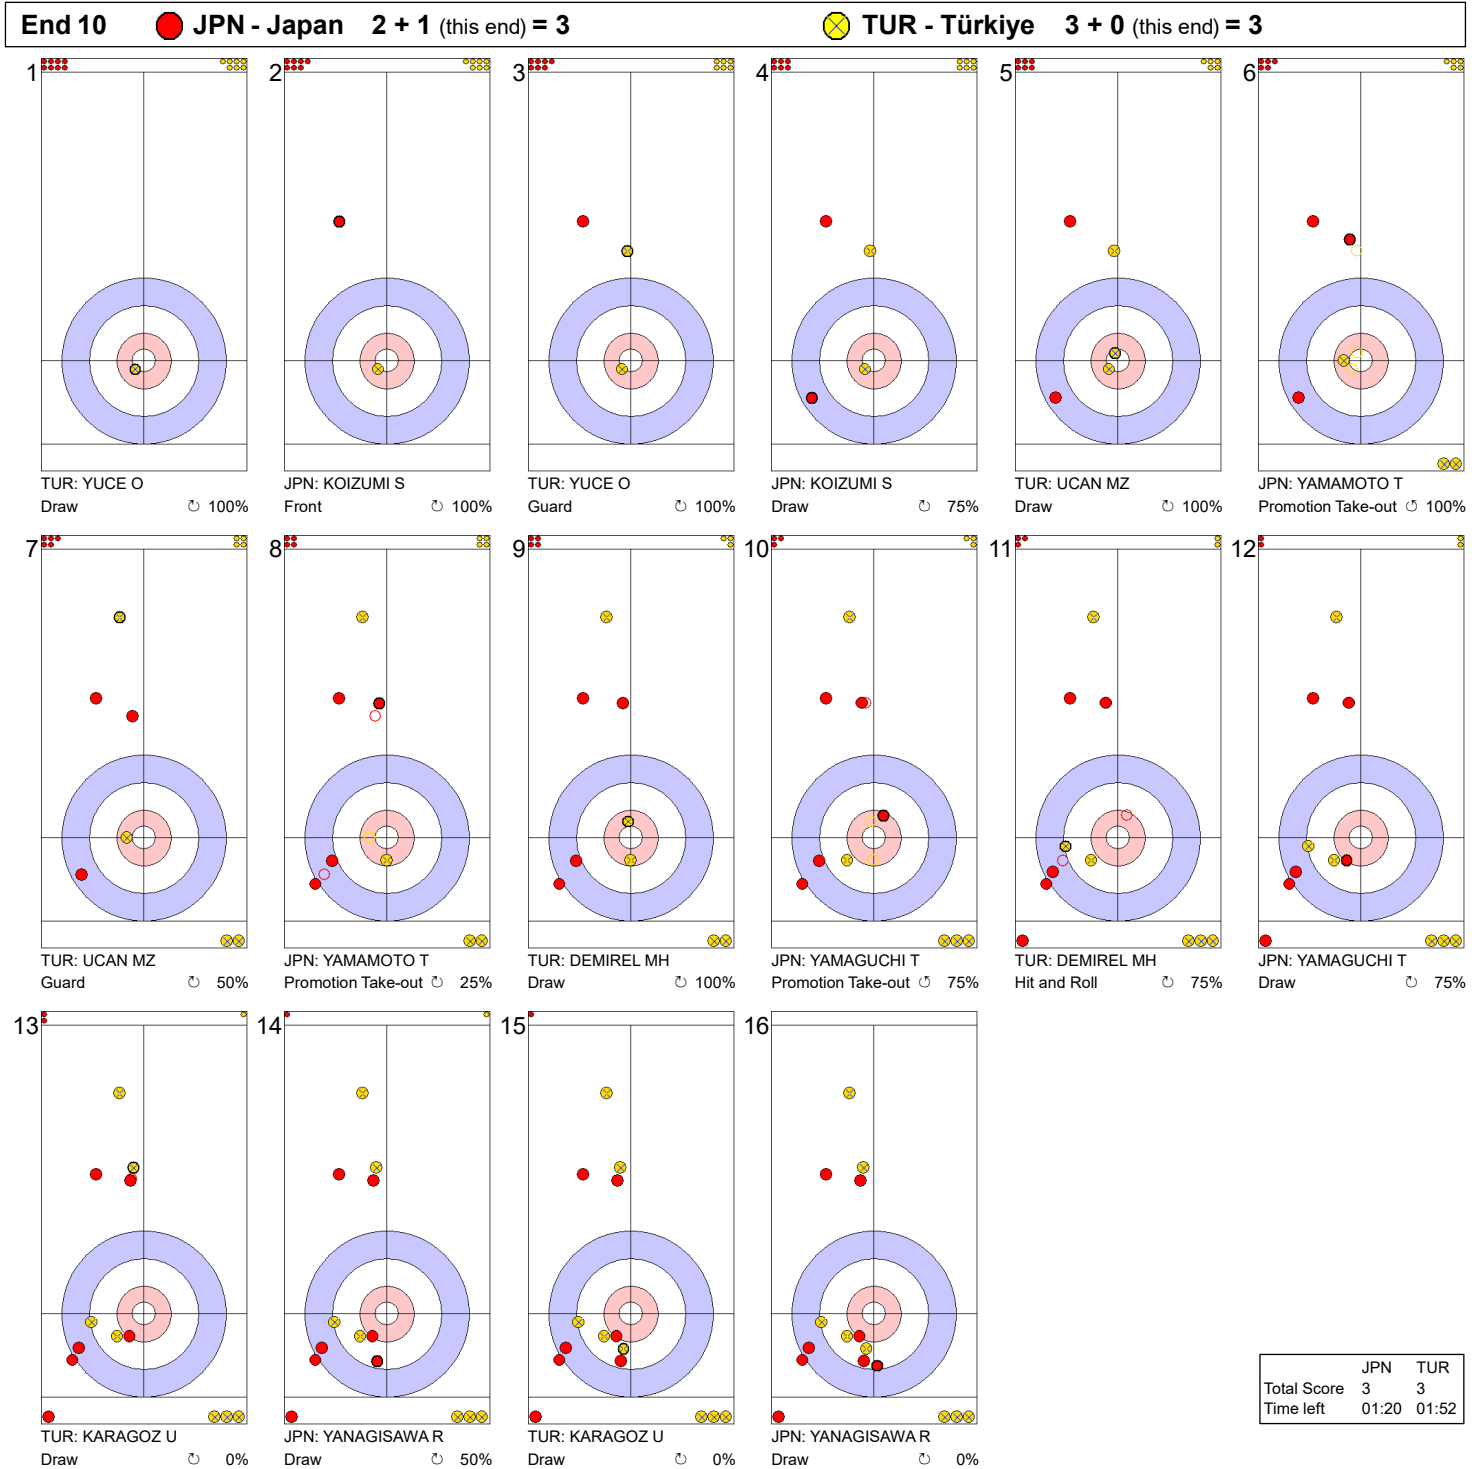 End 10 JPN - Japan 2 + 1 (this end) = 3 TUR - Türkiye 3 + 0 (this end) = 3
1 2 3 4 5 6
TUR: YUCE O JPN: KOIZUMI S TUR: YUCE O JPN: KOIZUMI S TUR: UCAN MZ JPN: YAMAMOTO T
Draw ↻ 100% Front ↻ 100% Guard ↻ 100% Draw ↻ 75% Draw ↻ 100% Promotion Take-out ↺ 100%
7 8 9 10 11 12
TUR: UCAN MZ JPN: YAMAMOTO T TUR: DEMIREL MH JPN: YAMAGUCHI T TUR: DEMIREL MH JPN: YAMAGUCHI T
Guard ↻ 50% Promotion Take-out ↻ 25% Draw ↻ 100% Promotion Take-out ↺ 75% Hit and Roll ↻ 75% Draw ↻ 75%
13 14 15 16
JPN TUR
Total Score 3 3
Time left 01:20 01:52
TUR: KARAGOZ U JPN: YANAGISAWA R TUR: KARAGOZ U JPN: YANAGISAWA R
Draw ↻ 0% Draw ↻ 50% Draw ↻ 0% Draw ↻ 0%